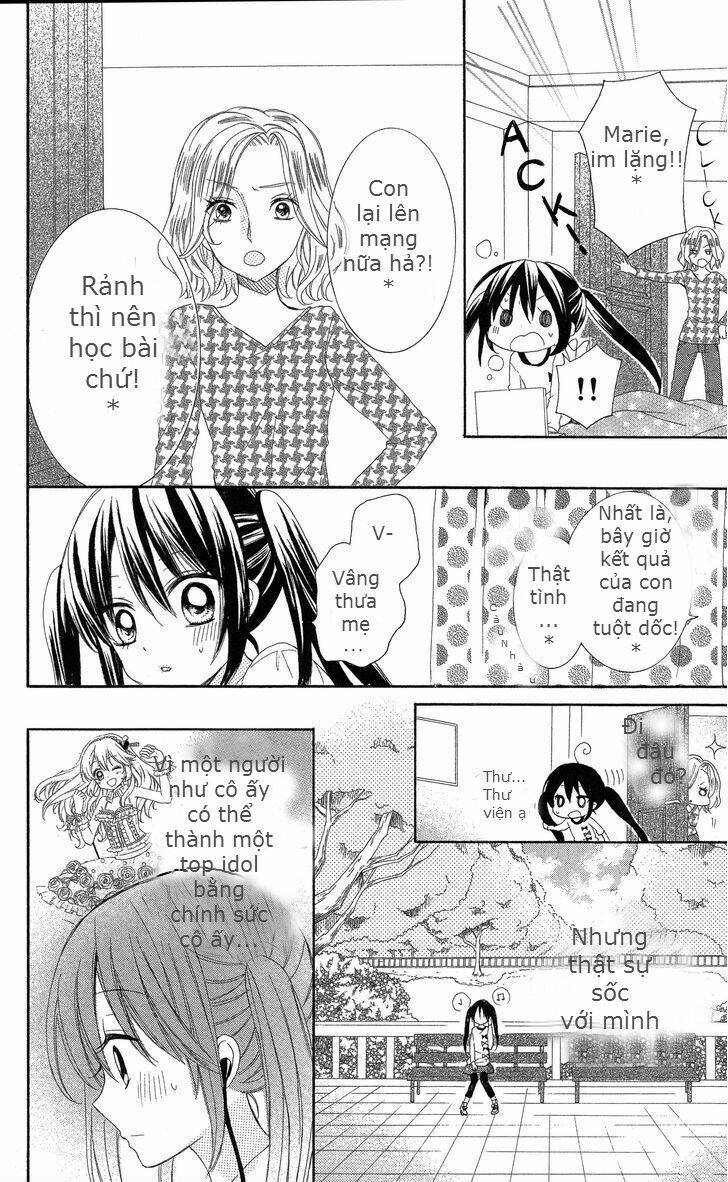 Marie,
im lặng!!
*
CLICK
ACK!
!!
Con
lại lên
mạng
nữa hả?!
*
Rảnh
thì nên
học bài
chứ!
*
Nhất là,
bây giờ
kết quả
của con
đang
tuột dốc!
*
Thật
tình
...
*
Càu Nhàu
V-
Vâng
thưa
mẹ
...
Đi
đâu
đó?
Thư...
Thư
viện ạ
Vì một người
như cô ấy
có thể
thành một
top idol
bằng
chính sức
cô ấy...
Nhưng
thật sự
sốc
với mình